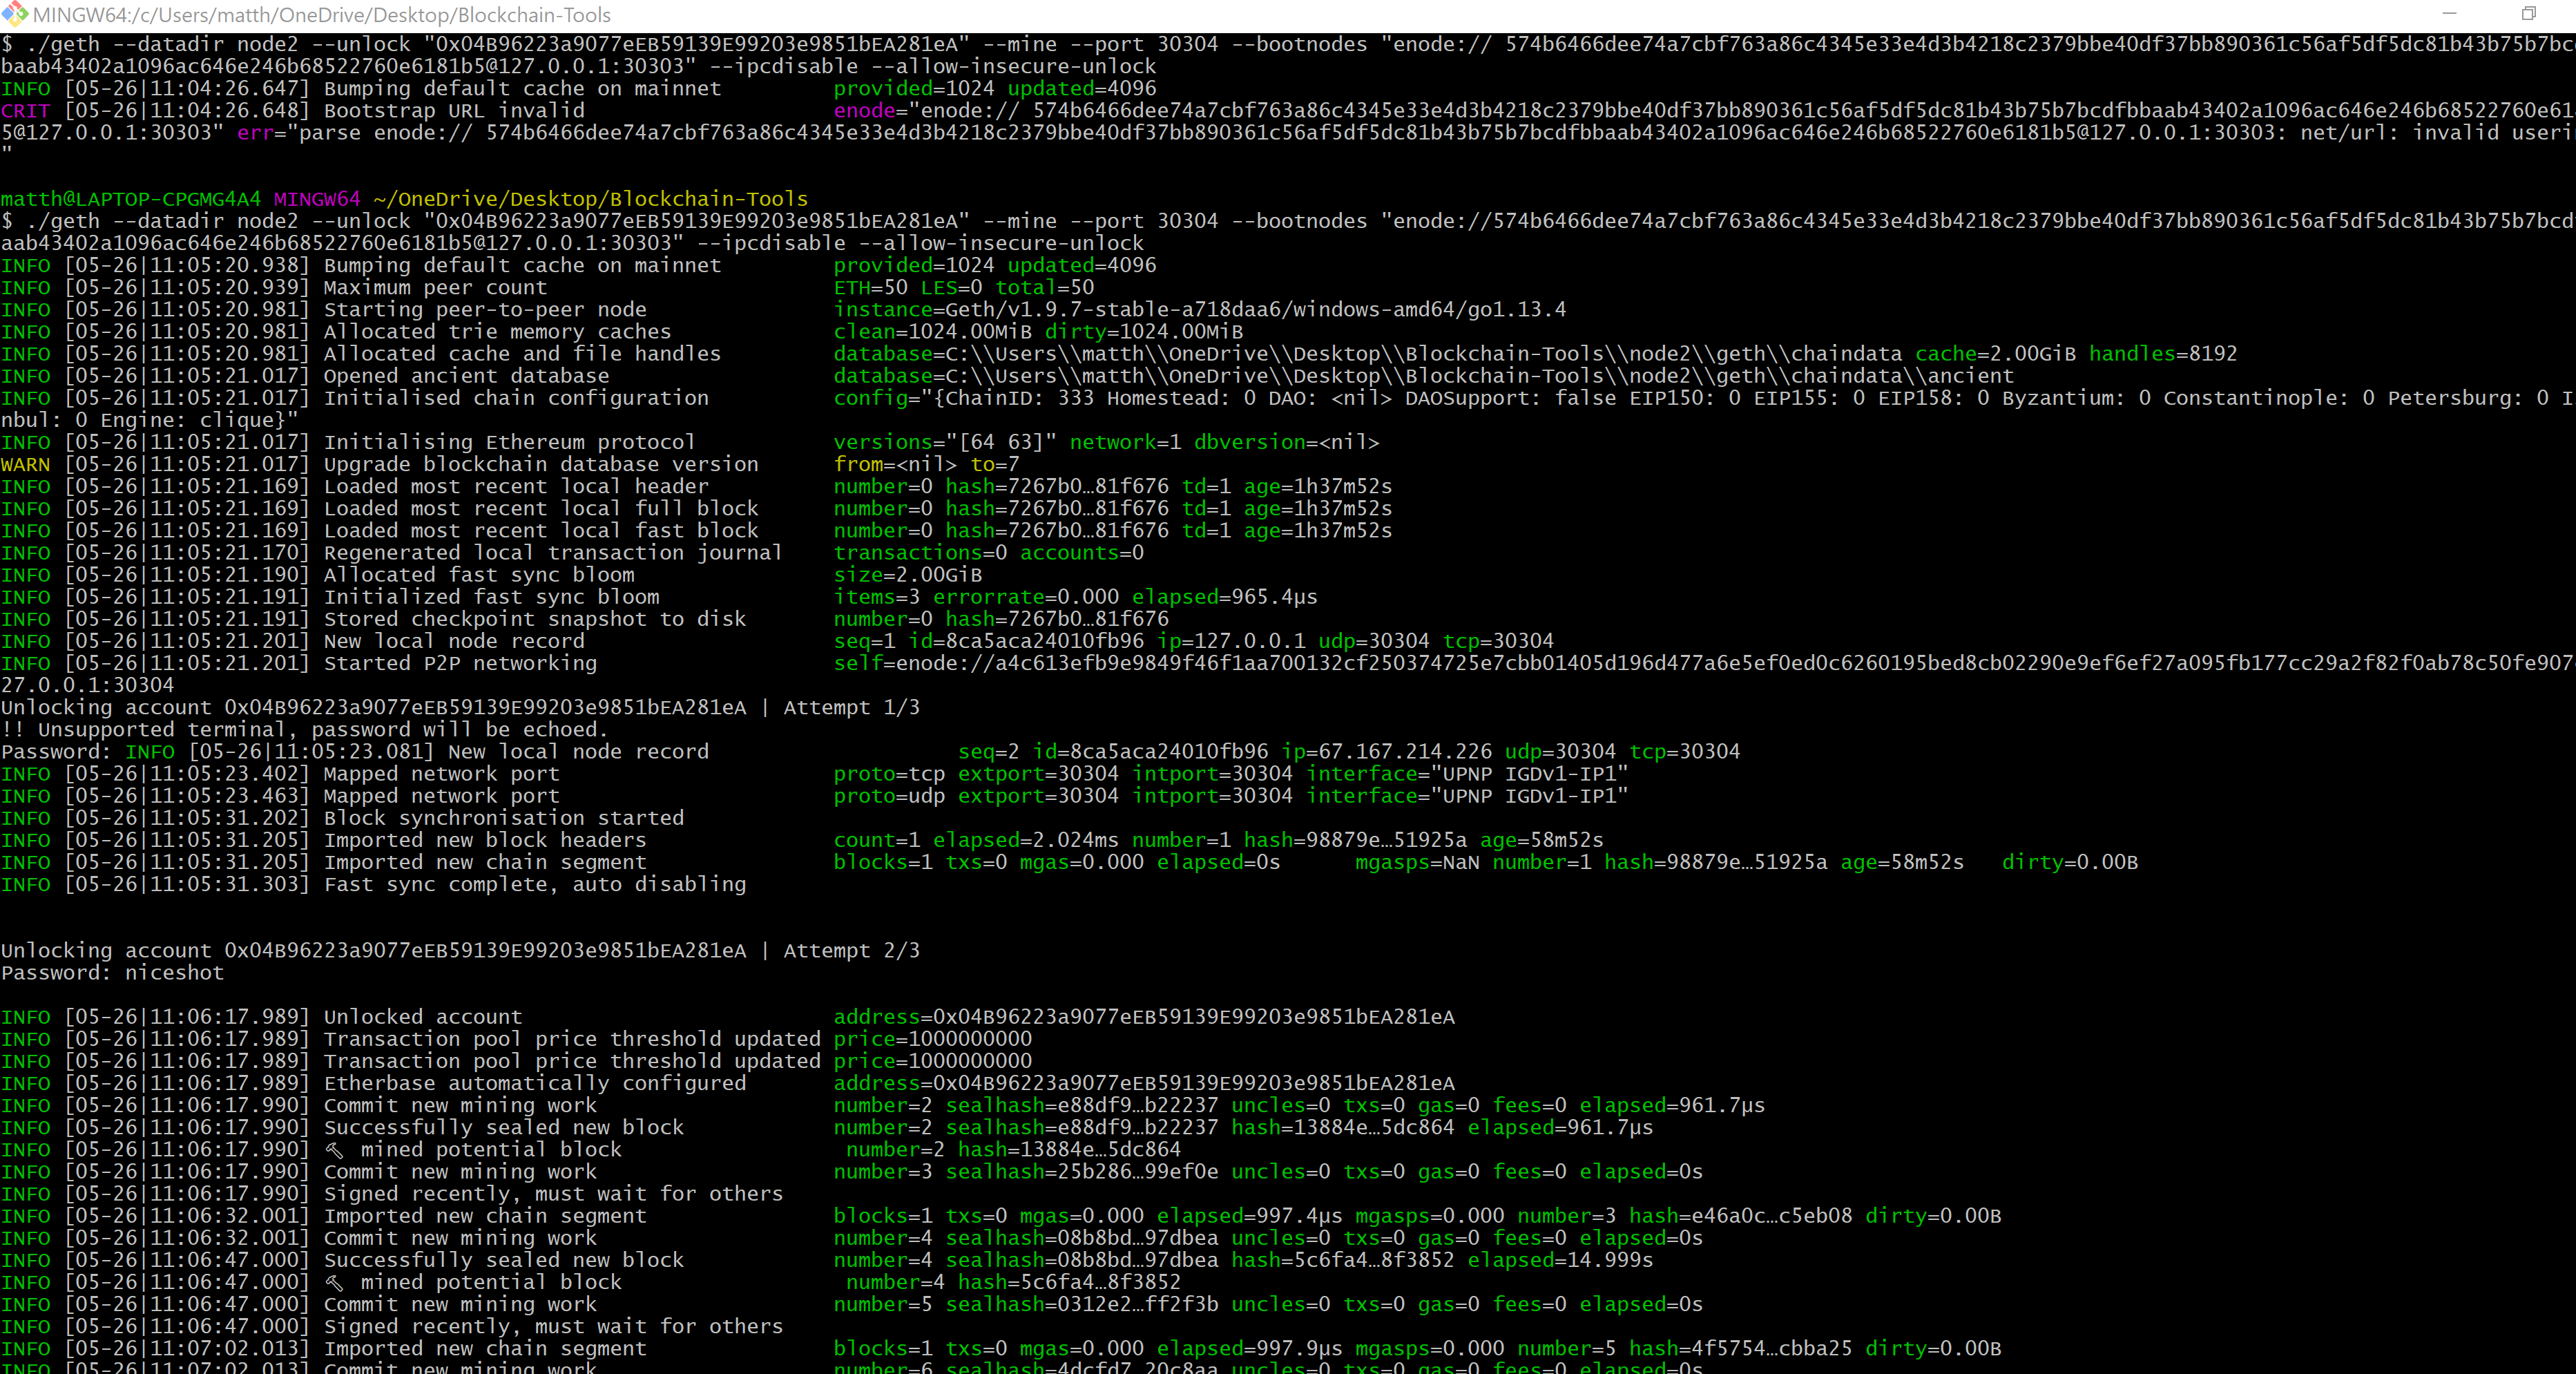 MINGW64:/c/Users/matth/OneDrive/Desktop/Blockchain-Tools
$ ./geth --datadir node2 --unlock "0x04B96223a9077eEB59139E99203e9851bEA281eA" --mine --port 30304 --bootnodes "enode:// 574b6466dee74a7cbf763a86c4345e33e4d3b4218c2379bbe40df37bb890361c56af5df5dc81b43b75b7bc
baab43402a1096ac646e246b68522760e6181b5@127.0.0.1:30303" --ipcdisable --allow-insecure-unlock
INFO [05-26|11:04:26.647] Bumping default cache on mainnet provided=1024 updated=4096
CRIT [05-26|11:04:26.648] Bootstrap URL invalid enode="enode:// 574b6466dee74a7cbf763a86c4345e33e4d3b4218c2379bbe40df37bb890361c56af5df5dc81b43b75b7bcdfbbaab43402a1096ac646e246b68522760e61
5@127.0.0.1:30303" err="parse enode:// 574b6466dee74a7cbf763a86c4345e33e4d3b4218c2379bbe40df37bb890361c56af5df5dc81b43b75b7bcdfbbaab43402a1096ac646e246b68522760e6181b5@127.0.0.1:30303: net/url: invalid useri
"
matth@LAPTOP-CPGMG4A4 MINGW64 ~/OneDrive/Desktop/Blockchain-Tools
$ ./geth --datadir node2 --unlock "0x04B96223a9077eEB59139E99203e9851bEA281eA" --mine --port 30304 --bootnodes "enode://574b6466dee74a7cbf763a86c4345e33e4d3b4218c2379bbe40df37bb890361c56af5df5dc81b43b75b7bcd
aab43402a1096ac646e246b68522760e6181b5@127.0.0.1:30303" --ipcdisable --allow-insecure-unlock
INFO [05-26|11:05:20.938] Bumping default cache on mainnet provided=1024 updated=4096
INFO [05-26|11:05:20.939] Maximum peer count ETH=50 LES=0 total=50
INFO [05-26|11:05:20.981] Starting peer-to-peer node instance=Geth/v1.9.7-stable-a718daa6/windows-amd64/go1.13.4
INFO [05-26|11:05:20.981] Allocated trie memory caches clean=1024.00MiB dirty=1024.00MiB
INFO [05-26|11:05:20.981] Allocated cache and file handles database=C:\\Users\\matth\\OneDrive\\Desktop\\Blockchain-Tools\\node2\\geth\\chaindata cache=2.00GiB handles=8192
INFO [05-26|11:05:21.017] Opened ancient database database=C:\\Users\\matth\\OneDrive\\Desktop\\Blockchain-Tools\\node2\\geth\\chaindata\\ancient
INFO [05-26|11:05:21.017] Initialised chain configuration config="{ChainID: 333 Homestead: 0 DAO: <nil> DAOSupport: false EIP150: 0 EIP155: 0 EIP158: 0 Byzantium: 0 Constantinople: 0 Petersburg: 0 I
nbul: 0 Engine: clique}"
INFO [05-26|11:05:21.017] Initialising Ethereum protocol versions="[64 63]" network=1 dbversion=<nil>
WARN [05-26|11:05:21.017] Upgrade blockchain database version from=<nil> to=7
INFO [05-26|11:05:21.169] Loaded most recent local header number=0 hash=7267b0…81f676 td=1 age=1h37m52s
INFO [05-26|11:05:21.169] Loaded most recent local full block number=0 hash=7267b0…81f676 td=1 age=1h37m52s
INFO [05-26|11:05:21.169] Loaded most recent local fast block number=0 hash=7267b0…81f676 td=1 age=1h37m52s
INFO [05-26|11:05:21.170] Regenerated local transaction journal transactions=0 accounts=0
INFO [05-26|11:05:21.190] Allocated fast sync bloom size=2.00GiB
INFO [05-26|11:05:21.191] Initialized fast sync bloom items=3 errorrate=0.000 elapsed=965.4µs
INFO [05-26|11:05:21.191] Stored checkpoint snapshot to disk number=0 hash=7267b0…81f676
INFO [05-26|11:05:21.201] New local node record seq=1 id=8ca5aca24010fb96 ip=127.0.0.1 udp=30304 tcp=30304
INFO [05-26|11:05:21.201] Started P2P networking self=enode://a4c613efb9e9849f46f1aa700132cf250374725e7cbb01405d196d477a6e5ef0ed0c6260195bed8cb02290e9ef6ef27a095fb177cc29a2f82f0ab78c50fe907
27.0.0.1:30304
Unlocking account 0x04B96223a9077eEB59139E99203e9851bEA281eA | Attempt 1/3
!! Unsupported terminal, password will be echoed.
Password: INFO [05-26|11:05:23.081] New local node record seq=2 id=8ca5aca24010fb96 ip=67.167.214.226 udp=30304 tcp=30304
INFO [05-26|11:05:23.402] Mapped network port proto=tcp extport=30304 intport=30304 interface="UPNP IGDv1-IP1"
INFO [05-26|11:05:23.463] Mapped network port proto=udp extport=30304 intport=30304 interface="UPNP IGDv1-IP1"
INFO [05-26|11:05:31.202] Block synchronisation started
INFO [05-26|11:05:31.205] Imported new block headers count=1 elapsed=2.024ms number=1 hash=98879e…51925a age=58m52s
INFO [05-26|11:05:31.205] Imported new chain segment blocks=1 txs=0 mgas=0.000 elapsed=0s mgasps=NaN number=1 hash=98879e…51925a age=58m52s dirty=0.00B
INFO [05-26|11:05:31.303] Fast sync complete, auto disabling
Unlocking account 0x04B96223a9077eEB59139E99203e9851bEA281eA | Attempt 2/3
Password: niceshot
INFO [05-26|11:06:17.989] Unlocked account address=0x04B96223a9077eEB59139E99203e9851bEA281eA
INFO [05-26|11:06:17.989] Transaction pool price threshold updated price=1000000000
INFO [05-26|11:06:17.989] Transaction pool price threshold updated price=1000000000
INFO [05-26|11:06:17.989] Etherbase automatically configured address=0x04B96223a9077eEB59139E99203e9851bEA281eA
INFO [05-26|11:06:17.990] Commit new mining work number=2 sealhash=e88df9…b22237 uncles=0 txs=0 gas=0 fees=0 elapsed=961.7µs
INFO [05-26|11:06:17.990] Successfully sealed new block number=2 sealhash=e88df9…b22237 hash=13884e…5dc864 elapsed=961.7µs
INFO [05-26|11:06:17.990] 🔨 mined potential block number=2 hash=13884e…5dc864
INFO [05-26|11:06:17.990] Commit new mining work number=3 sealhash=25b286…99ef0e uncles=0 txs=0 gas=0 fees=0 elapsed=0s
INFO [05-26|11:06:17.990] Signed recently, must wait for others
INFO [05-26|11:06:32.001] Imported new chain segment blocks=1 txs=0 mgas=0.000 elapsed=997.4µs mgasps=0.000 number=3 hash=e46a0c…c5eb08 dirty=0.00B
INFO [05-26|11:06:32.001] Commit new mining work number=4 sealhash=08b8bd…97dbea uncles=0 txs=0 gas=0 fees=0 elapsed=0s
INFO [05-26|11:06:47.000] Successfully sealed new block number=4 sealhash=08b8bd…97dbea hash=5c6fa4…8f3852 elapsed=14.999s
INFO [05-26|11:06:47.000] 🔨 mined potential block number=4 hash=5c6fa4…8f3852
INFO [05-26|11:06:47.000] Commit new mining work number=5 sealhash=0312e2…ff2f3b uncles=0 txs=0 gas=0 fees=0 elapsed=0s
INFO [05-26|11:06:47.000] Signed recently, must wait for others
INFO [05-26|11:07:02.013] Imported new chain segment blocks=1 txs=0 mgas=0.000 elapsed=997.9µs mgasps=0.000 number=5 hash=4f5754…cbba25 dirty=0.00B
INFO [05-26|11:07:02.013] Commit new mining work number=6 sealhash=4dcfd7…20c8aa uncles=0 txs=0 gas=0 fees=0 elapsed=0s